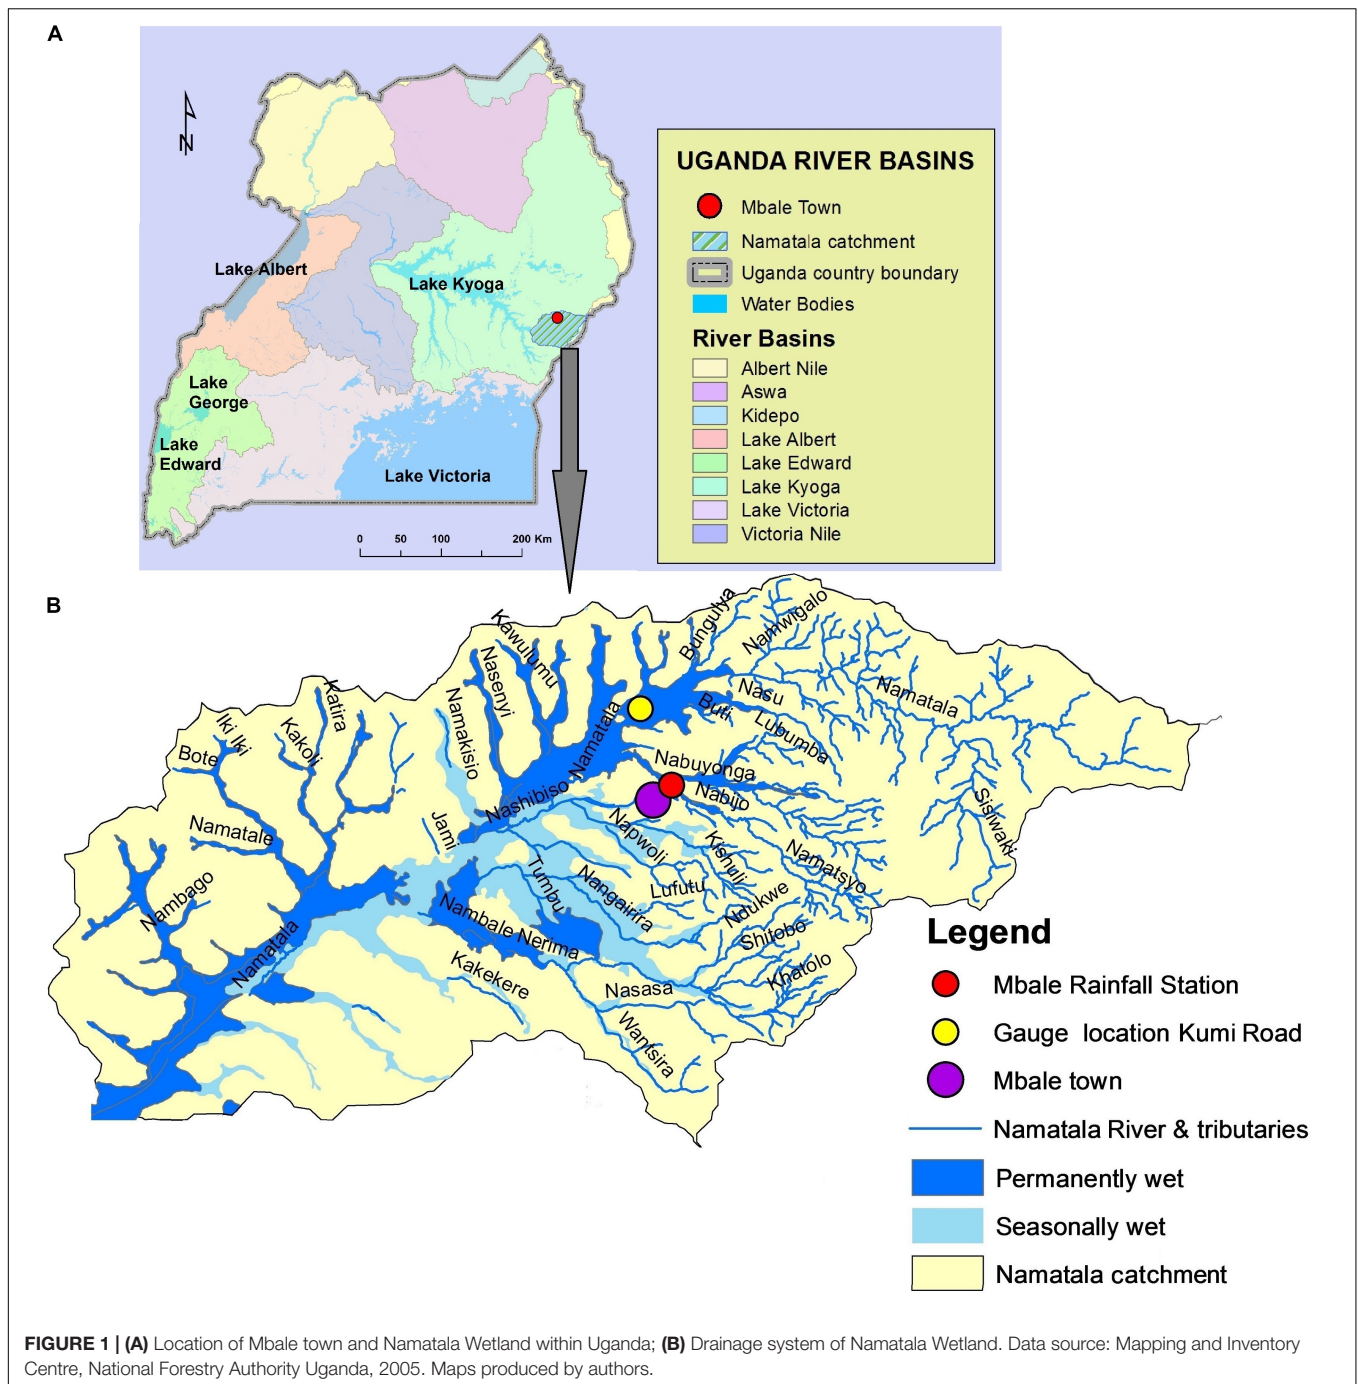 A
N
Lake Albert
Lake Kyoga
Lake
George
Lake
Edward
Lake Victoria
0 50 100 200 Km
UGANDA RIVER BASINS
Mbale Town
Namatala catchment
Uganda country boundary
Water Bodies
River Basins
Albert Nile
Aswa
Kidepo
Lake Albert
Lake Edward
Lake Kyoga
Lake Victoria
Victoria Nile
B
Bungulya
Namwigalo
Kawulumu
Nasenyi
Namakisio
Katira
Kakoli
Iki Iki
Bote
Namatale
Nambago
Namatala
Jami
Nashibiso
Namatala
Buti
Nasu
Lubumba
Namatala
Sisiwaki
Nabuyonga
Nabijo
Napwoli
Kishuli
Namatsyo
Lufutu
Ndukwe
Shitobo
Khatolo
Tumbu
Nangairira
Nambale Nerima
Kakekere
Nasasa
Wantsira
Legend
Mbale Rainfall Station
Gauge location Kumi Road
Mbale town
Namatala River & tributaries
Permanently wet
Seasonally wet
Namatala catchment
FIGURE 1 | (A) Location of Mbale town and Namatala Wetland within Uganda; (B) Drainage system of Namatala Wetland. Data source: Mapping and Inventory
Centre, National Forestry Authority Uganda, 2005. Maps produced by authors.